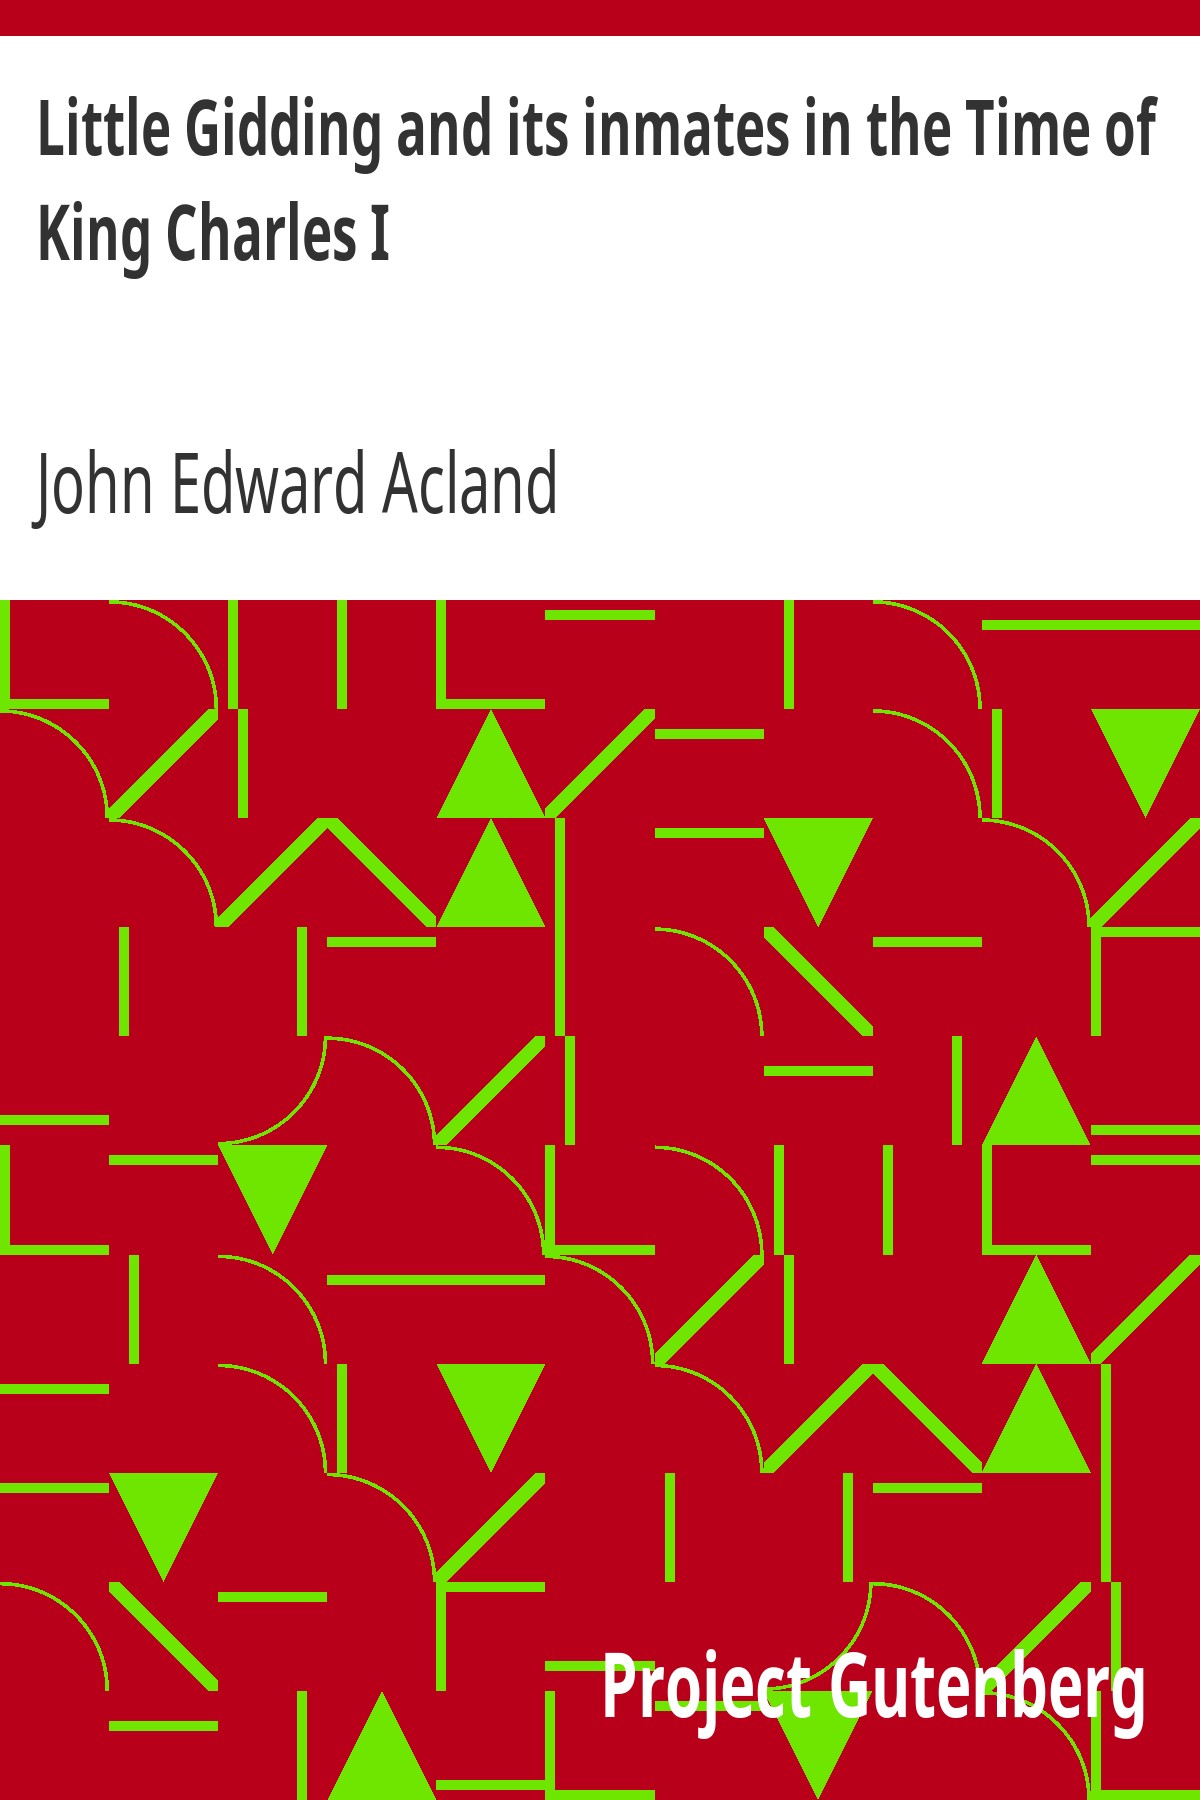 Little Gidding and its inmates in the Time of
King Charles I
John Edward Acland
Project Gutenberg